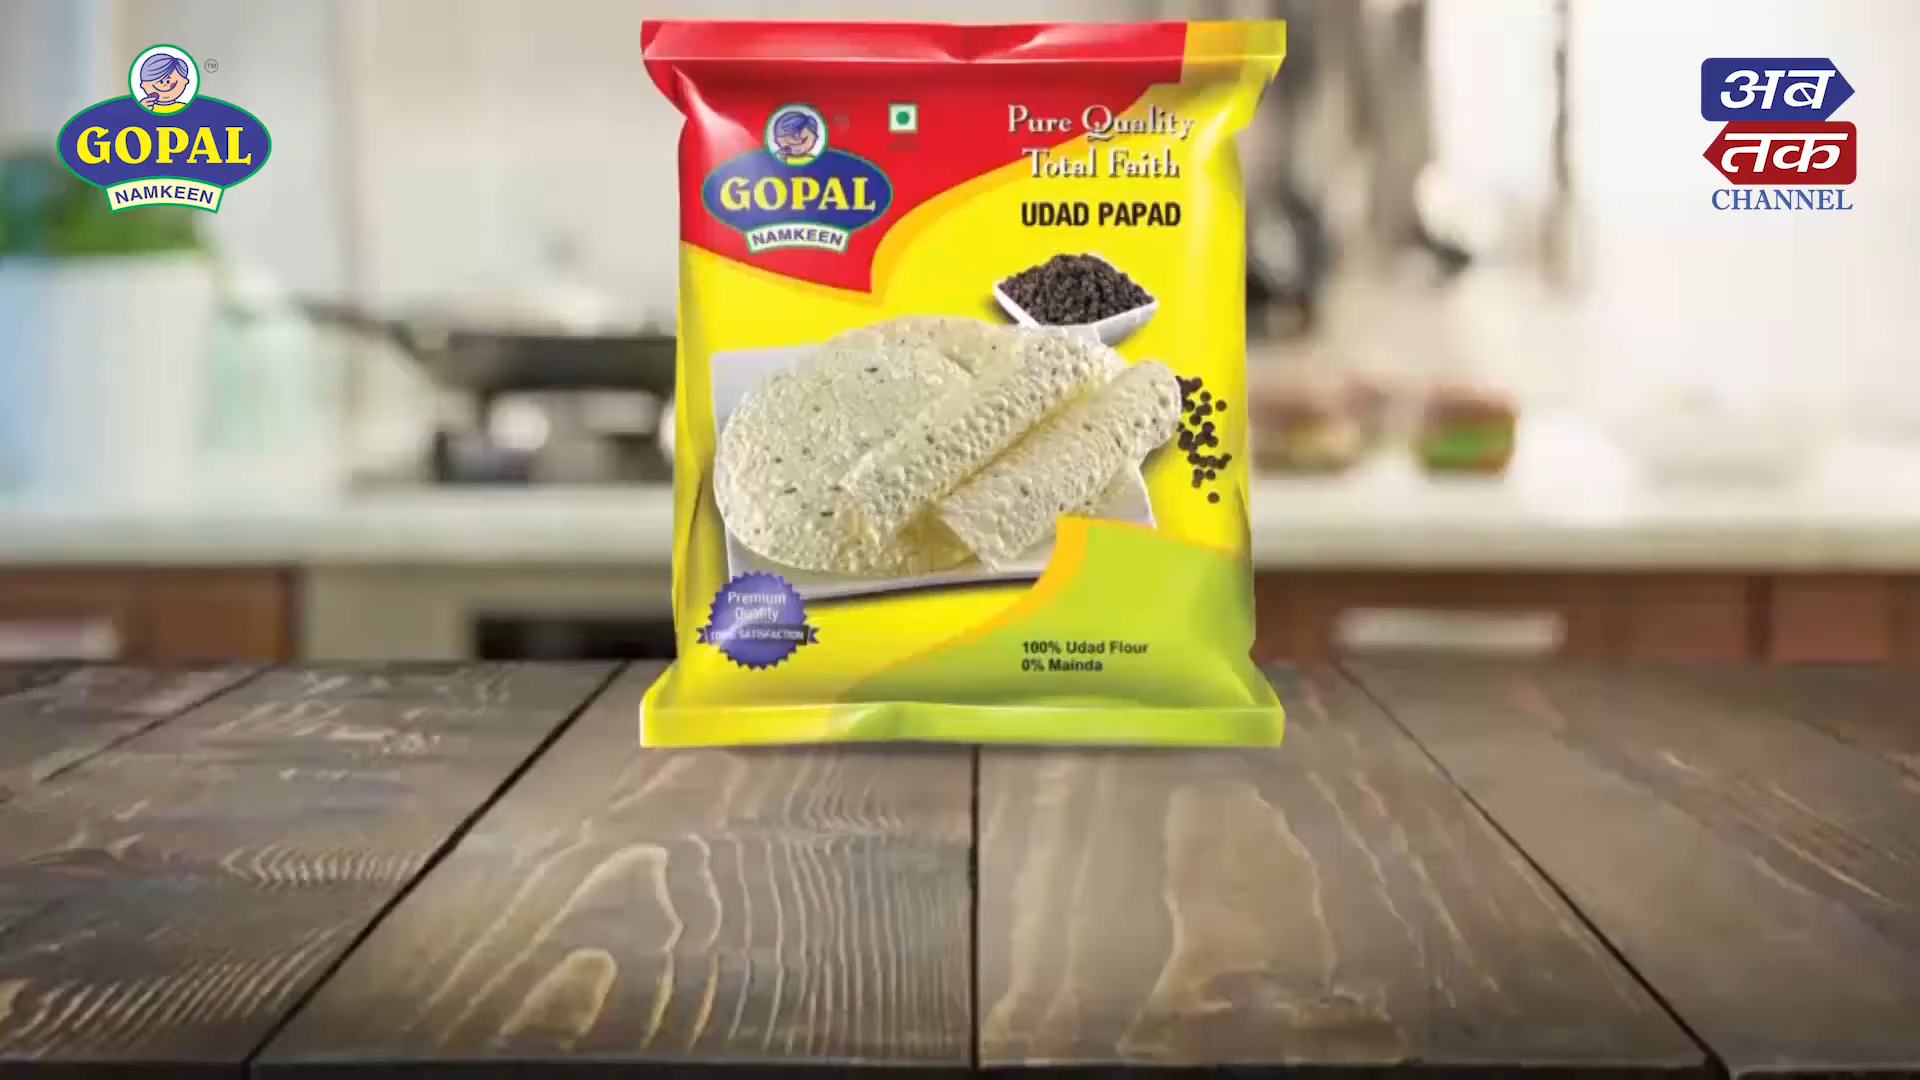 GOPAL
NAMKEEN
TM
अब
तक
CHANNEL
GOPAL
NAMKEEN
Pure Quality
Total Faith
UDAD PAPAD
Premium
Quality
100% SATISFACTION
100% Udad Flour
0% Mainda